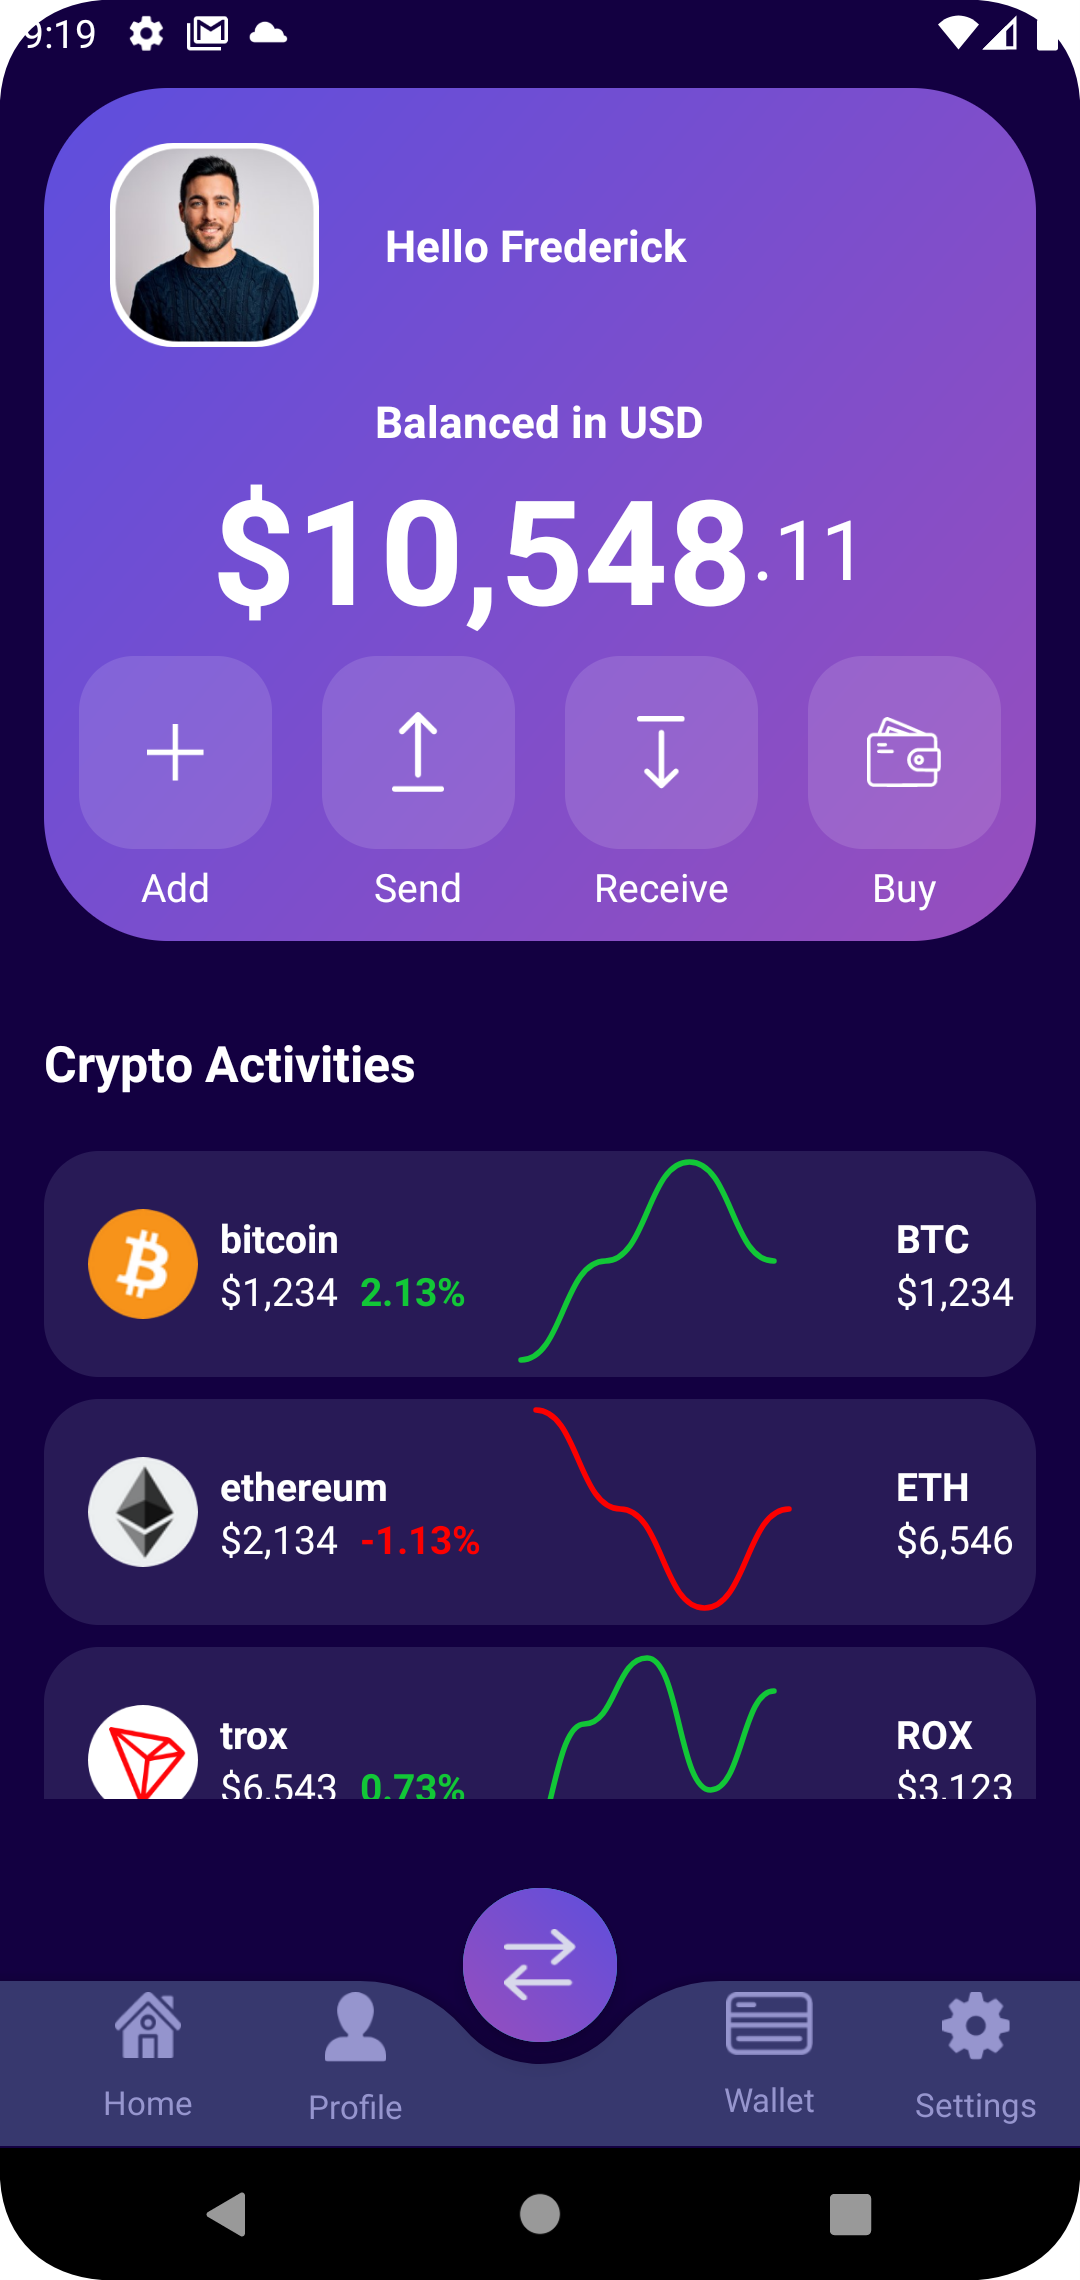 9:19
Hello Frederick
Balanced in USD
$10,548.11
Add Send Receive Buy
Crypto Activities
bitcoin BTC
$1,234 2.13% $1,234
ethereum ETH
$2,134 -1.13% $6,546
trox ROX
$6,543 0.73% $3,123
Home Profile Wallet Settings